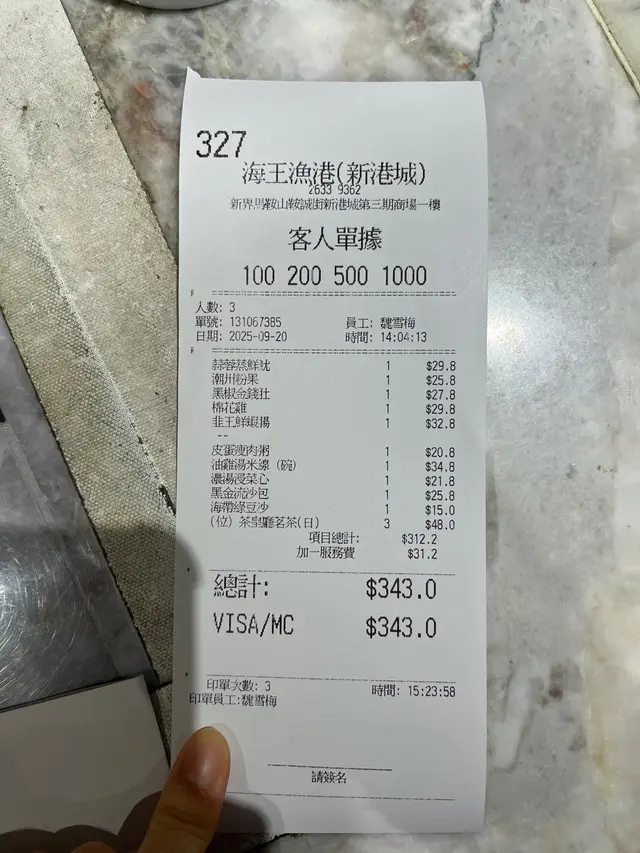 327
海王漁港(新港城)
2633 9362
新界馬鞍山鞍誠街新港城第三期商場一樓
客人單據
100 200 500 1000
人數: 3
單號: 131067385 員工: 魏雪梅
日期: 2025-09-20 時間: 14:04:13
蒜蓉蒸鮮魷 1 $29.8
潮州粉果 1 $25.8
黑椒金錢肚 1 $27.8
棉花雞 1 $29.8
韭王鮮蝦腸 1 $32.8
--
皮蛋瘦肉粥 1 $20.8
油雞湯米線（碗） 1 $34.8
濃湯浸菜心 1 $21.8
黑金流沙包 1 $25.8
海帶綠豆沙 1 $15.0
(位) 茶皇廳茗茶(日) 3 $48.0
項目總計: $312.2
加一服務費 $31.2
總計: $343.0
VISA/MC $343.0
印單次數: 3 時間: 15:23:58
印單員工:魏雪梅
請簽名